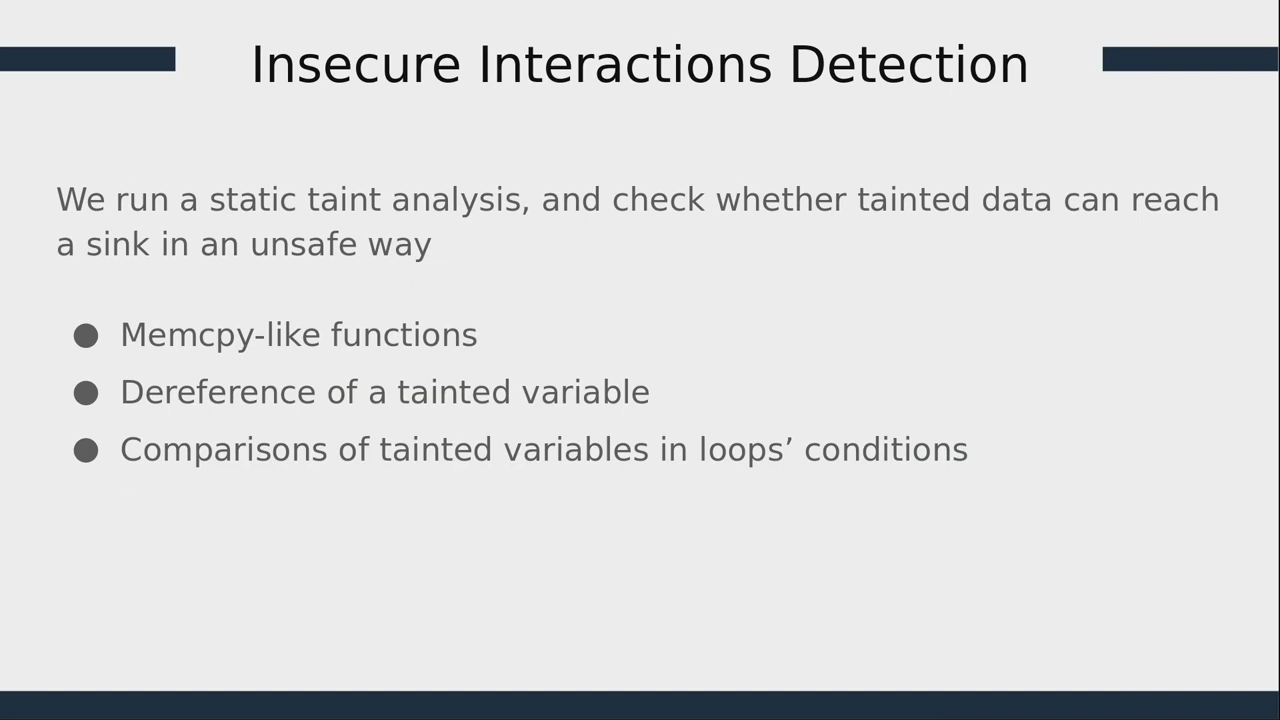 Insecure Interactions Detection
We run a static taint analysis, and check whether tainted data can reach
a sink in an unsafe way
● Memcpy-like functions
● Dereference of a tainted variable
● Comparisons of tainted variables in loops’ conditions